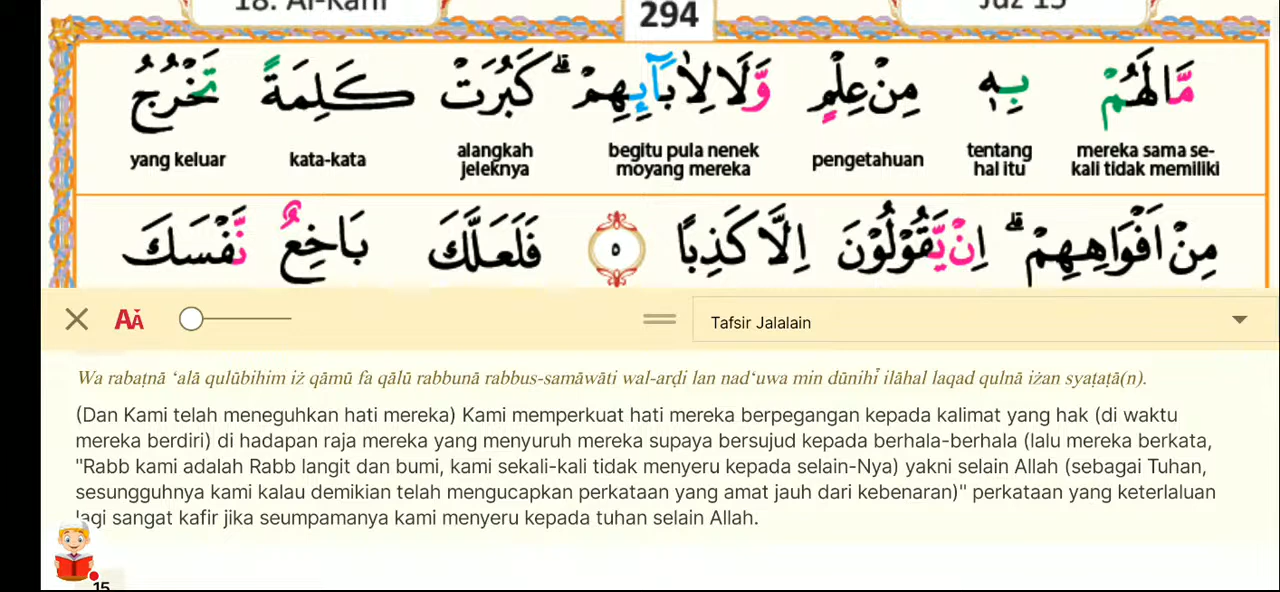 18. Al-Kahf 294 Juz 15
مَّا لَهُمْ بِهٖ مِنْ عِلْمٍ وَّلَا لِاٰبَاۤىِٕهِمْۗ كَبُرَتْ كَلِمَةً تَخْرُجُ
mereka sama se-kali tidak memiliki
tentang hal itu
pengetahuan
begitu pula nenek moyang mereka
alangkah jeleknya
kata-kata
yang keluar
مِنْ اَفْوَاهِهِمْۗ اِنْ يَّقُوْلُوْنَ اِلَّا كَذِبًا ٥ فَلَعَلَّكَ بَاخِعٌ نَّفْسَكَ
AǍ Tafsir Jalalain
Wa rabaṭnā ‘alā qulūbihim iż qāmū fa qālū rabbunā rabbus-samāwāti wal-arḍi lan nad‘uwa min dūnihī ilāhal laqad qulnā iżan syaṭaṭā(n).
(Dan Kami telah meneguhkan hati mereka) Kami memperkuat hati mereka berpegangan kepada kalimat yang hak (di waktu
mereka berdiri) di hadapan raja mereka yang menyuruh mereka supaya bersujud kepada berhala-berhala (lalu mereka berkata,
"Rabb kami adalah Rabb langit dan bumi, kami sekali-kali tidak menyeru kepada selain-Nya) yakni selain Allah (sebagai Tuhan,
sesungguhnya kami kalau demikian telah mengucapkan perkataan yang amat jauh dari kebenaran)" perkataan yang keterlaluan
lagi sangat kafir jika seumpamanya kami menyeru kepada tuhan selain Allah.
15